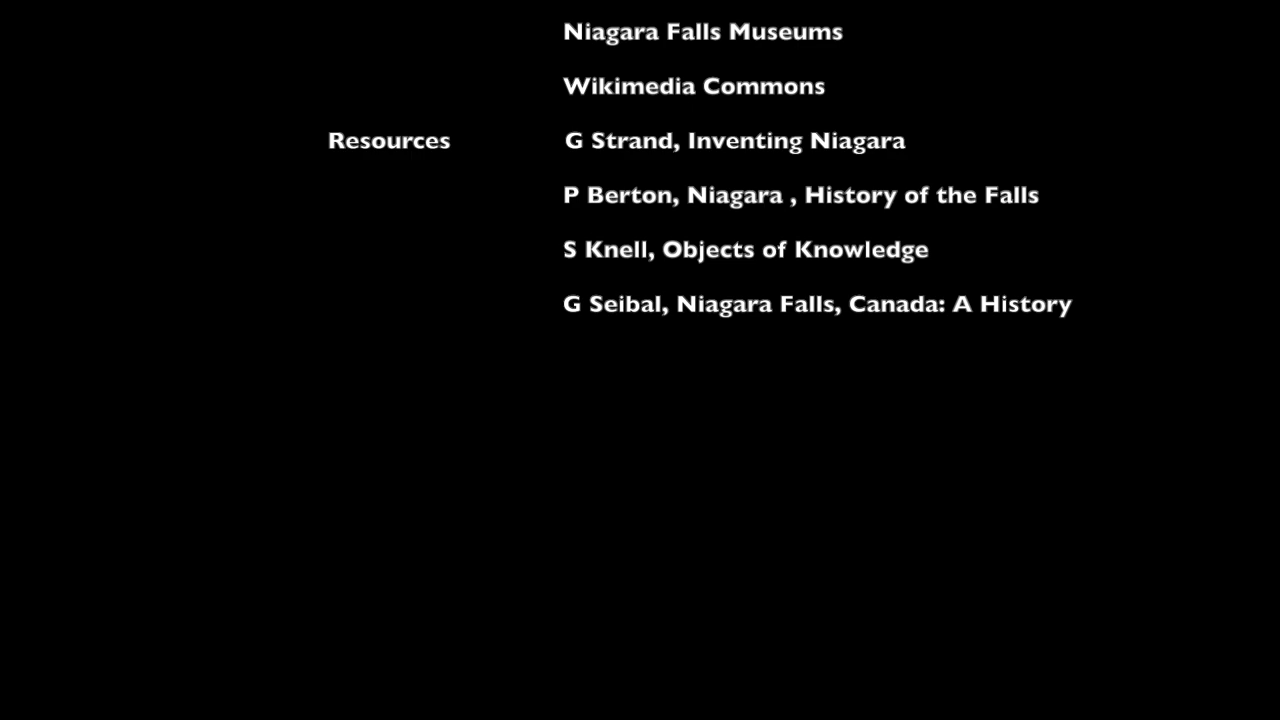 Niagara Falls Museums
Wikimedia Commons
Resources G Strand, Inventing Niagara
P Berton, Niagara , History of the Falls
S Knell, Objects of Knowledge
G Seibal, Niagara Falls, Canada: A History